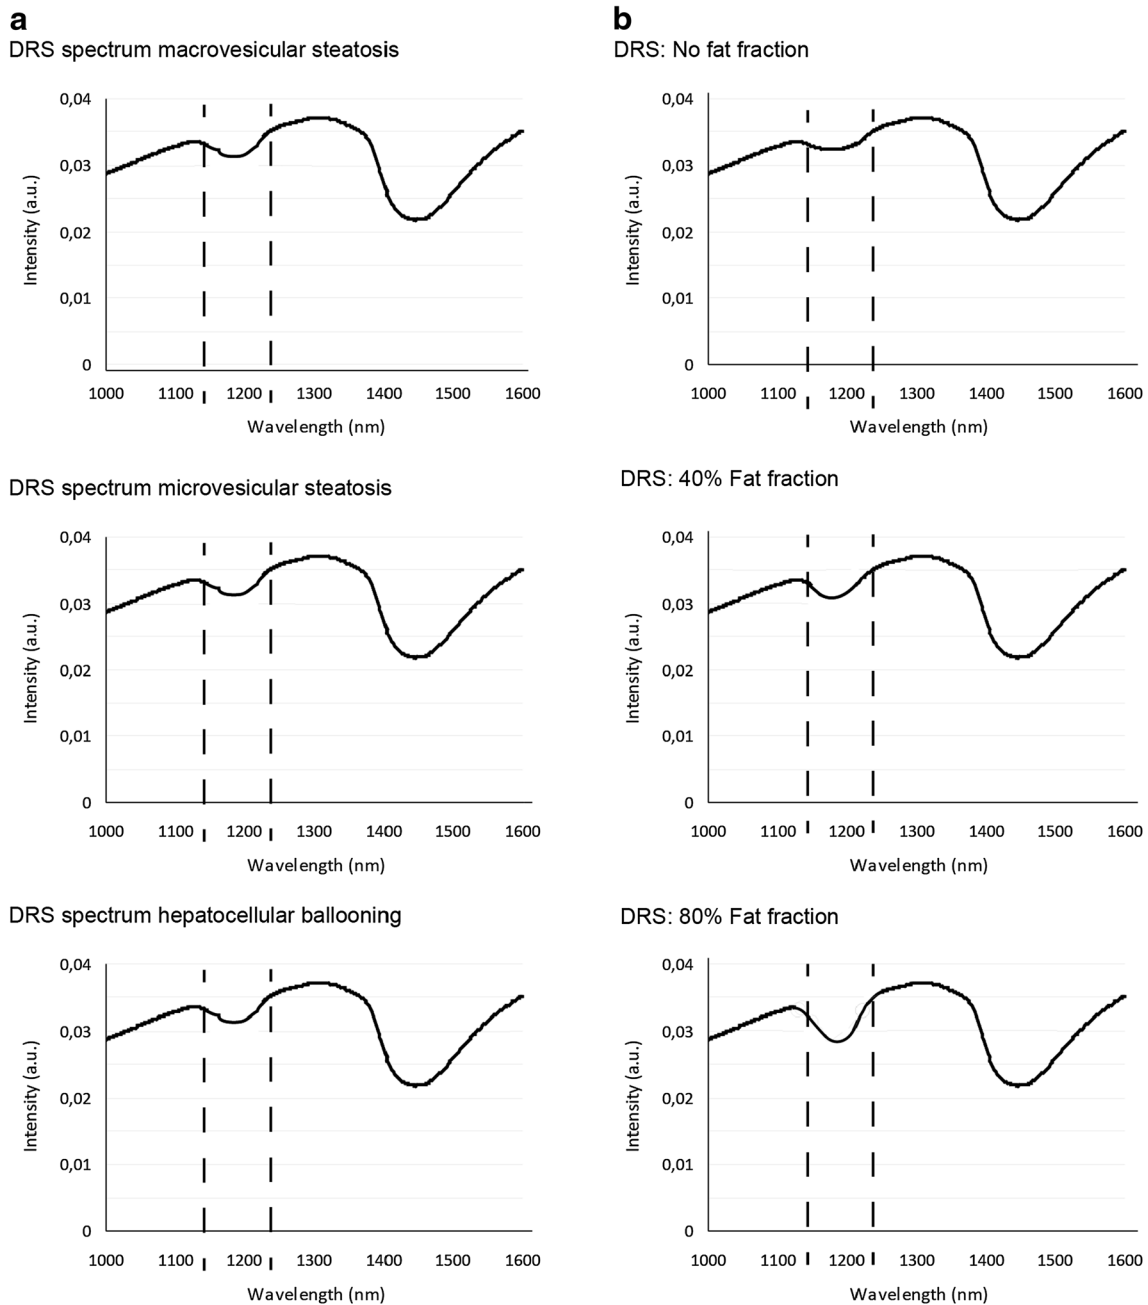 a
DRS spectrum macrovesicular steatosis
0,04
0,03
0,02
0,01
0
Intensity (a.u.)
1000 1100 1200 1300 1400 1500 1600
Wavelength (nm)
DRS spectrum microvesicular steatosis
0,04
0,03
0,02
0,01
0
Intensity (a.u.)
1000 1100 1200 1300 1400 1500 1600
Wavelength (nm)
DRS spectrum hepatocellular ballooning
0,04
0,03
0,02
0,01
0
Intensity (a.u.)
1000 1100 1200 1300 1400 1500 1600
Wavelength (nm)
b
DRS: No fat fraction
0,04
0,03
0,02
0,01
0
Intensity (a.u.)
1000 1100 1200 1300 1400 1500 1600
Wavelength (nm)
DRS: 40% Fat fraction
0,04
0,03
0,02
0,01
0
Intensity (a.u.)
1000 1100 1200 1300 1400 1500 1600
Wavelength (nm)
DRS: 80% Fat fraction
0,04
0,03
0,02
0,01
0
Intensity (a.u.)
1000 1100 1200 1300 1400 1500 1600
Wavelength (nm)